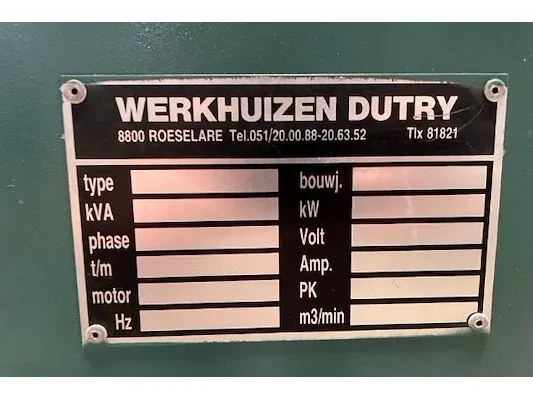 WERKHUIZEN DUTRY
8800 ROESELARE Tel.051/20.00.88-20.63.52 Tlx 81821
type bouwj.
kVA kW
phase Volt
t/m Amp.
motor PK
Hz m3/min